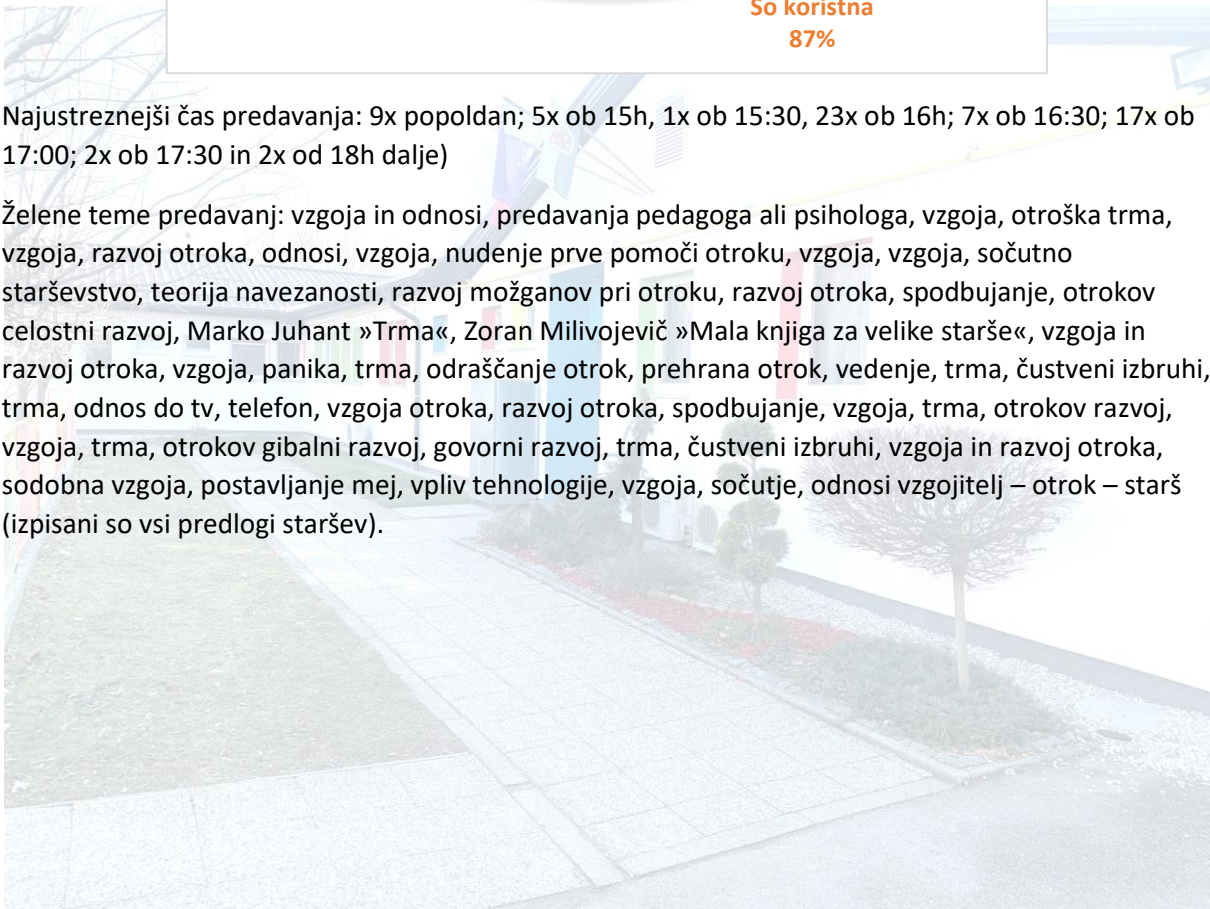 So koristna
87%
Najustreznejši čas predavanja: 9x popoldan; 5x ob 15h, 1x ob 15:30, 23x ob 16h; 7x ob 16:30; 17x ob
17:00; 2x ob 17:30 in 2x od 18h dalje)
Želene teme predavanj: vzgoja in odnosi, predavanja pedagoga ali psihologa, vzgoja, otroška trma,
vzgoja, razvoj otroka, odnosi, vzgoja, nudenje prve pomoči otroku, vzgoja, vzgoja, sočutno
starševstvo, teorija navezanosti, razvoj možganov pri otroku, razvoj otroka, spodbujanje, otrokov
celostni razvoj, Marko Juhant »Trma«, Zoran Milivojevič »Mala knjiga za velike starše«, vzgoja in
razvoj otroka, vzgoja, panika, trma, odraščanje otrok, prehrana otrok, vedenje, trma, čustveni izbruhi,
trma, odnos do tv, telefon, vzgoja otroka, razvoj otroka, spodbujanje, vzgoja, trma, otrokov razvoj,
vzgoja, trma, otrokov gibalni razvoj, govorni razvoj, trma, čustveni izbruhi, vzgoja in razvoj otroka,
sodobna vzgoja, postavljanje mej, vpliv tehnologije, vzgoja, sočutje, odnosi vzgojitelj – otrok – starš
(izpisani so vsi predlogi staršev).